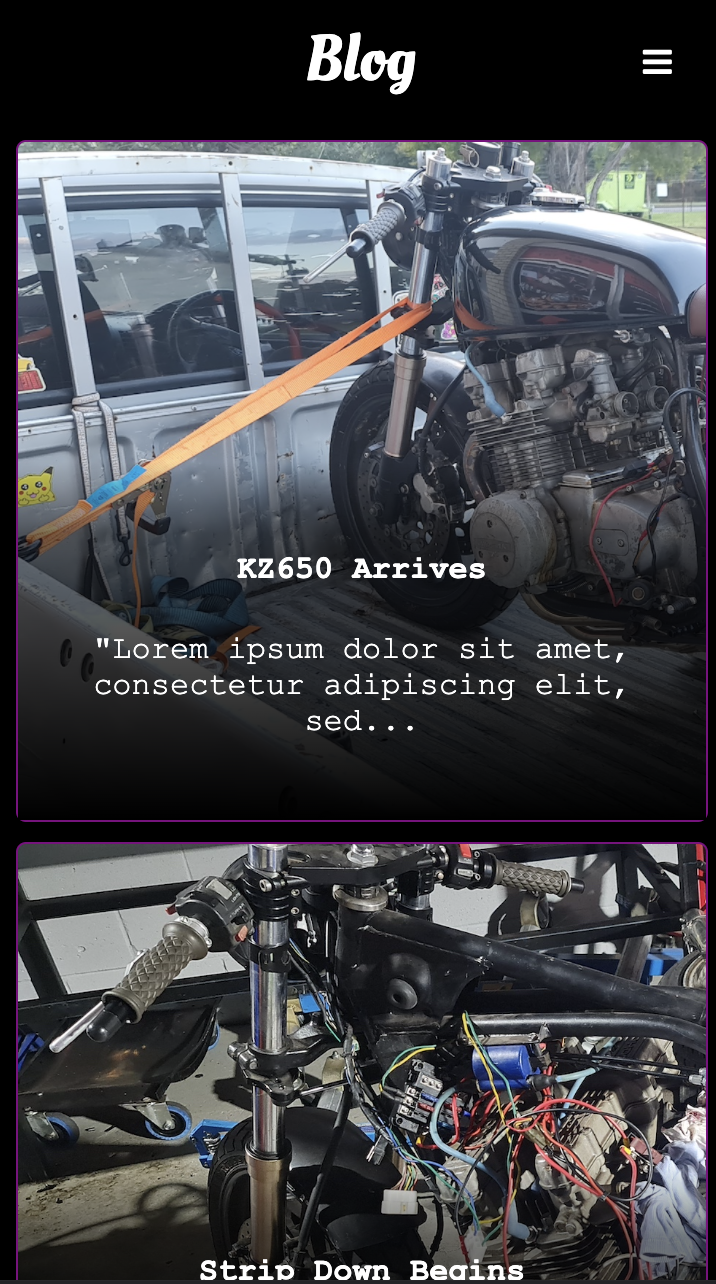 Blog
KZ650 Arrives
"Lorem ipsum dolor sit amet,
consectetur adipiscing elit,
sed...
Strip Down Begins